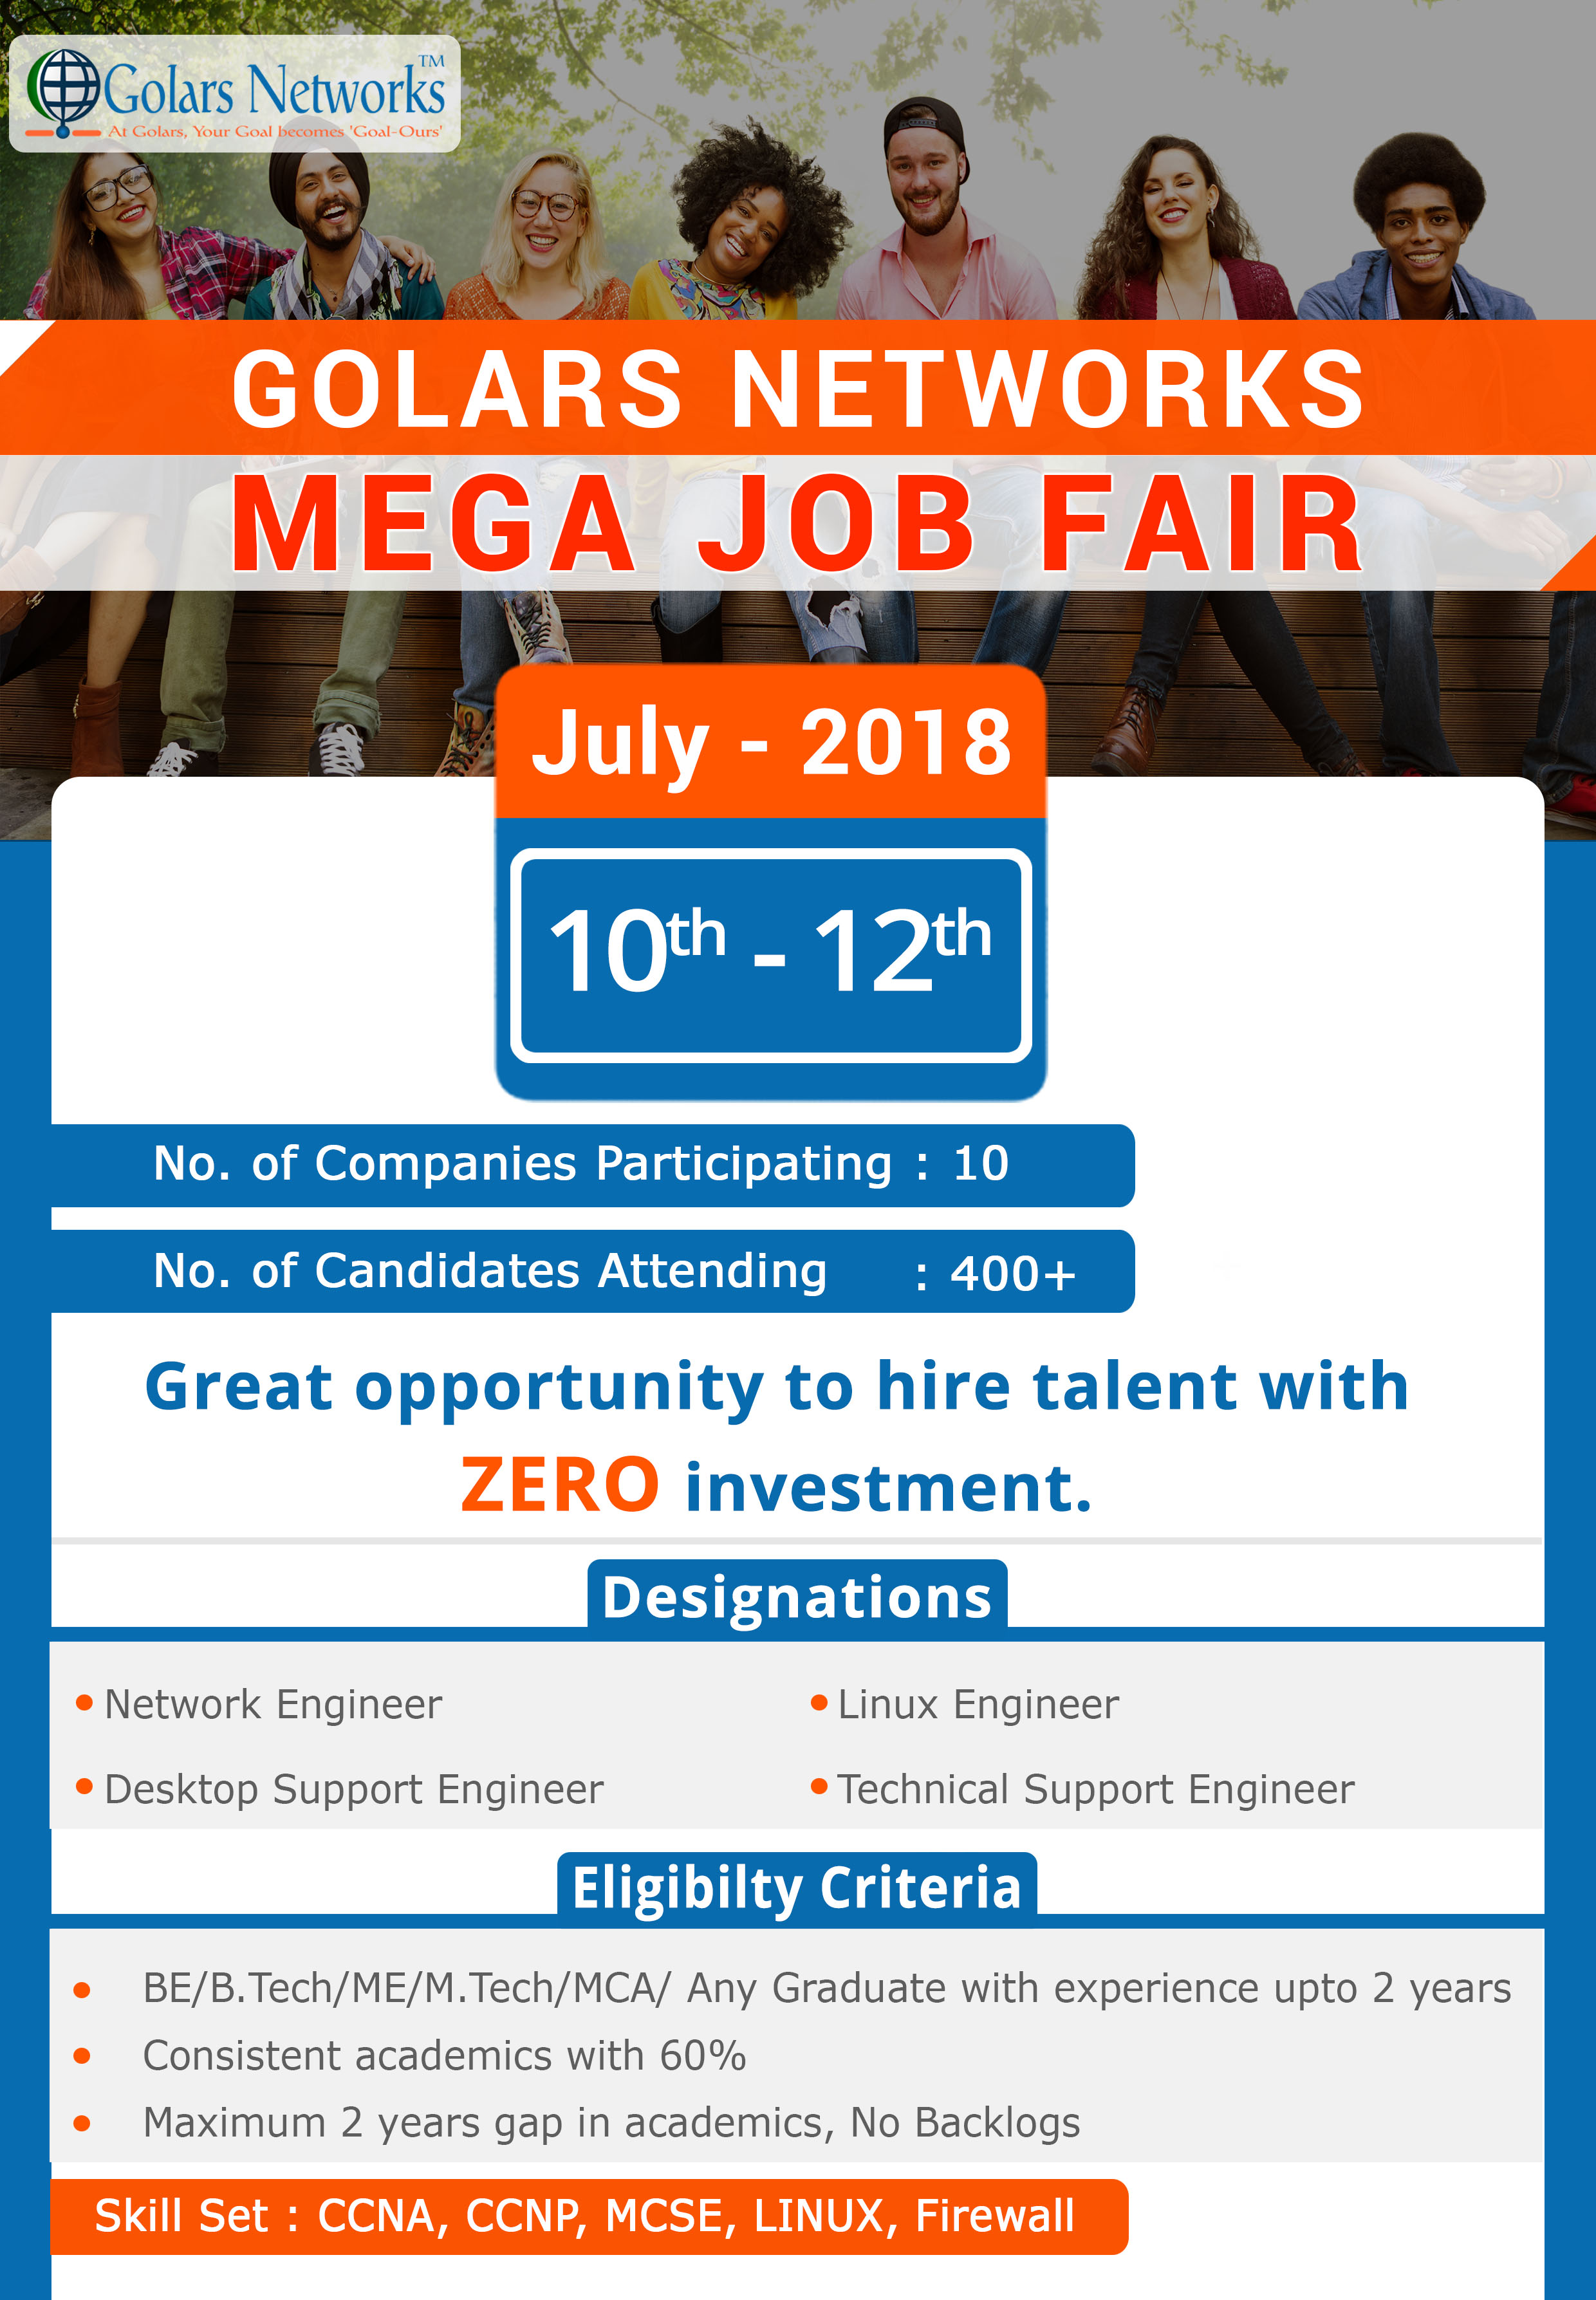 Golars Networks TM
At Golars, Your Goal becomes 'Goal-Ours'
GOLARS NETWORKS
MEGA JOB FAIR
July - 2018
10th - 12th
No. of Companies Participating : 10
No. of Candidates Attending : 400+
Great opportunity to hire talent with
ZERO investment.
Designations
• Network Engineer
• Linux Engineer
• Desktop Support Engineer
• Technical Support Engineer
Eligibilty Criteria
• BE/B.Tech/ME/M.Tech/MCA/ Any Graduate with experience upto 2 years
• Consistent academics with 60%
• Maximum 2 years gap in academics, No Backlogs
Skill Set : CCNA, CCNP, MCSE, LINUX, Firewall